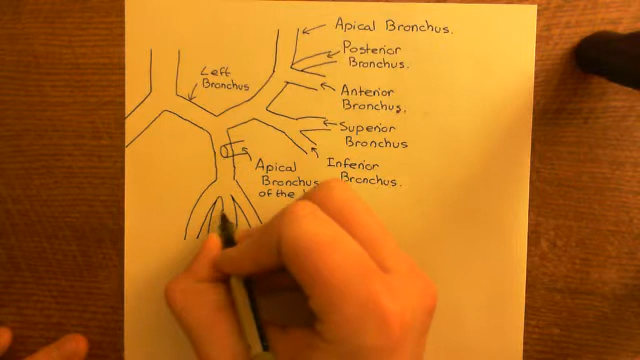 Apical Bronchus.
Posterior
Bronchus.
Left
Bronchus
Anterior
Bronchus.
Superior
Bronchus
Inferior
Bronchus.
Apical
Bronchus
of the